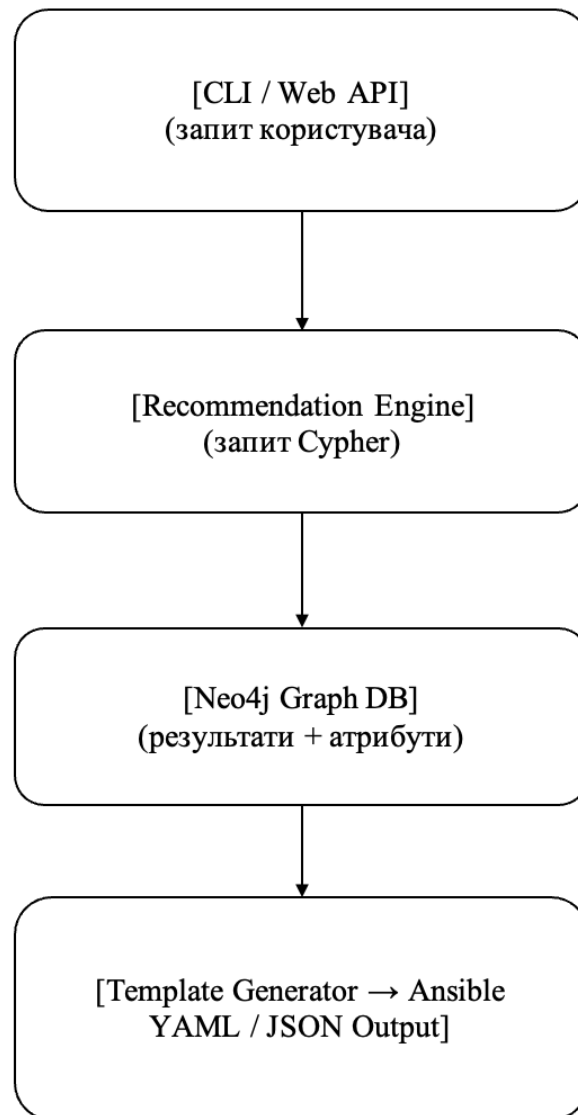 [CLI / Web API]
(запит користувача)
[Recommendation Engine]
(запит Cypher)
[Neo4j Graph DB]
(результати + атрибути)
[Template Generator → Ansible
YAML / JSON Output]